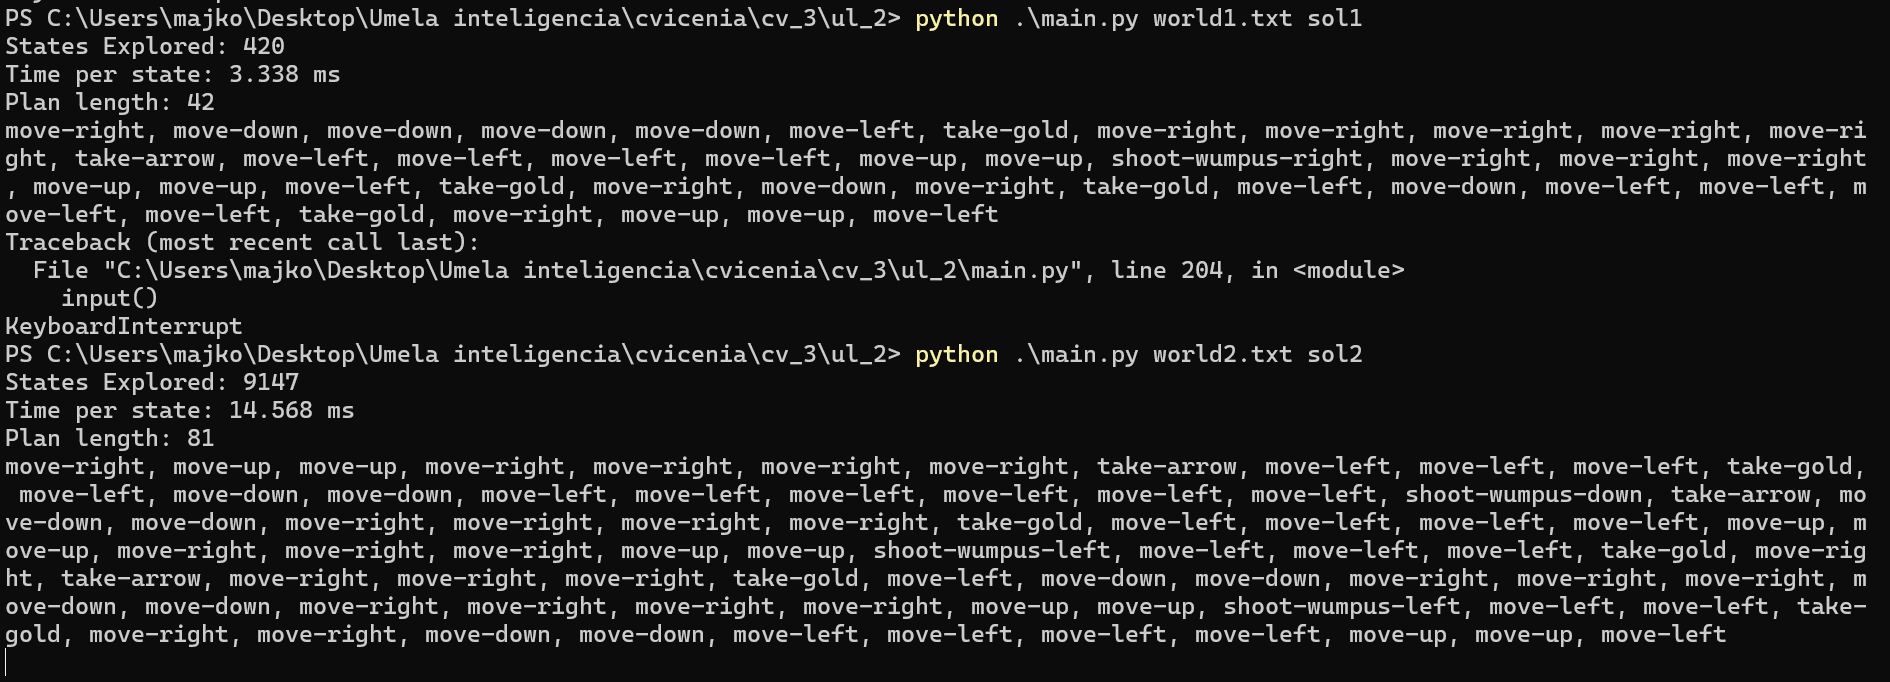 PS C:\Users\majko\Desktop\Umela inteligencia\cvicenia\cv_3\ul_2> python .\main.py world1.txt sol1
States Explored: 420
Time per state: 3.338 ms
Plan length: 42
move-right, move-down, move-down, move-down, move-down, move-left, take-gold, move-right, move-right, move-right, move-right, move-ri
ght, take-arrow, move-left, move-left, move-left, move-left, move-up, move-up, shoot-wumpus-right, move-right, move-right, move-right
, move-up, move-up, move-left, take-gold, move-right, move-down, move-right, take-gold, move-left, move-down, move-left, move-left, m
ove-left, move-left, take-gold, move-right, move-up, move-up, move-left
Traceback (most recent call last):
  File "C:\Users\majko\Desktop\Umela inteligencia\cvicenia\cv_3\ul_2\main.py", line 204, in <module>
    input()
KeyboardInterrupt
PS C:\Users\majko\Desktop\Umela inteligencia\cvicenia\cv_3\ul_2> python .\main.py world2.txt sol2
States Explored: 9147
Time per state: 14.568 ms
Plan length: 81
move-right, move-up, move-up, move-right, move-right, move-right, move-right, take-arrow, move-left, move-left, move-left, take-gold,
 move-left, move-down, move-down, move-left, move-left, move-left, move-left, move-left, move-left, shoot-wumpus-down, take-arrow, mo
ve-down, move-down, move-right, move-right, move-right, move-right, take-gold, move-left, move-left, move-left, move-left, move-up, m
ove-up, move-right, move-right, move-right, move-up, move-up, shoot-wumpus-left, move-left, move-left, move-left, take-gold, move-rig
ht, take-arrow, move-right, move-right, move-right, take-gold, move-left, move-down, move-down, move-right, move-right, move-right, m
ove-down, move-down, move-right, move-right, move-right, move-right, move-up, move-up, shoot-wumpus-left, move-left, move-left, take-
gold, move-right, move-right, move-down, move-down, move-left, move-left, move-left, move-left, move-up, move-up, move-left